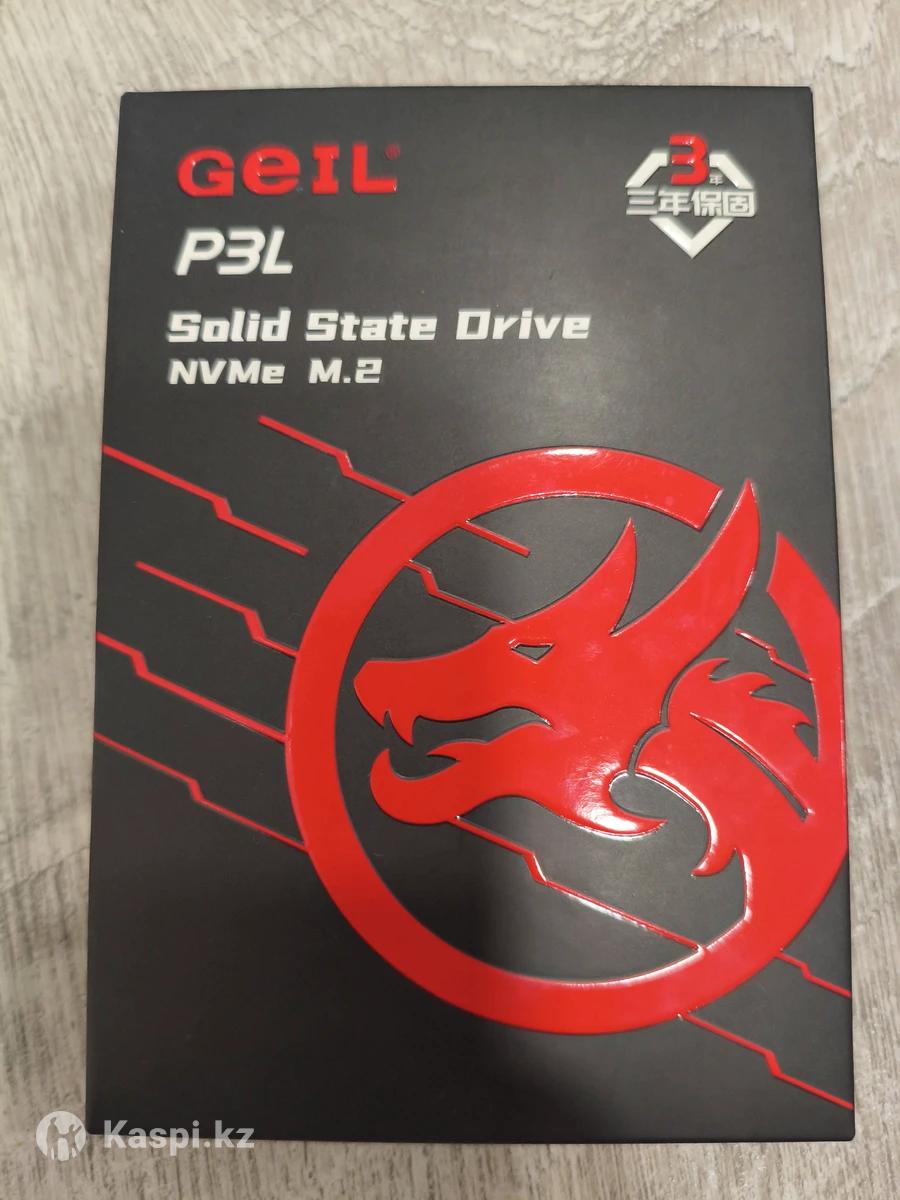 GeIL®
3年
三年保固
P3L
Solid State Drive
NVMe M.2
Kaspi.kz